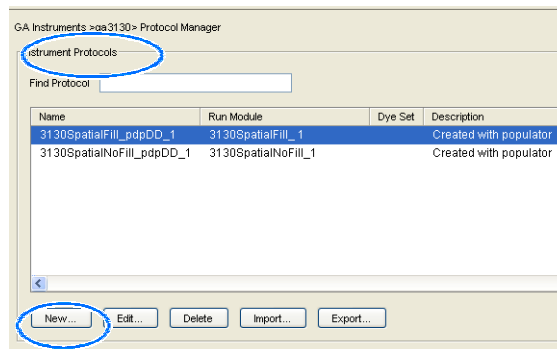 GA Instruments >ga3130> Protocol Manager
Instrument Protocols
Find Protocol
Name Run Module Dye Set Description
3130SpatialFill_pdpDD_1 3130SpatialFill_1 Created with populator
3130SpatialNoFill_pdpDD_1 3130SpatialNoFill_1 Created with populator
New... Edit... Delete Import... Export...